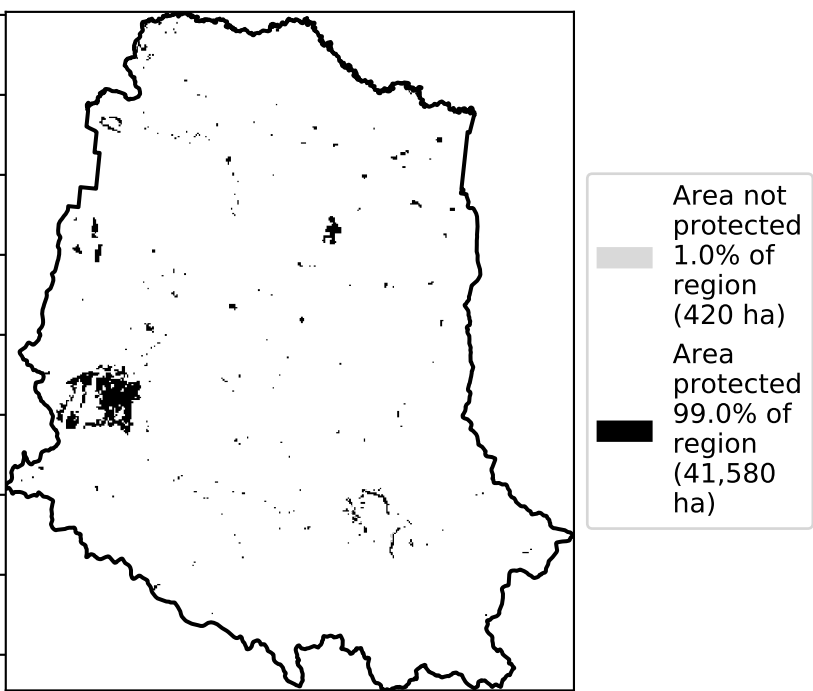 Area not
protected
1.0% of
region
(420 ha)
Area
protected
99.0% of
region
(41,580
ha)